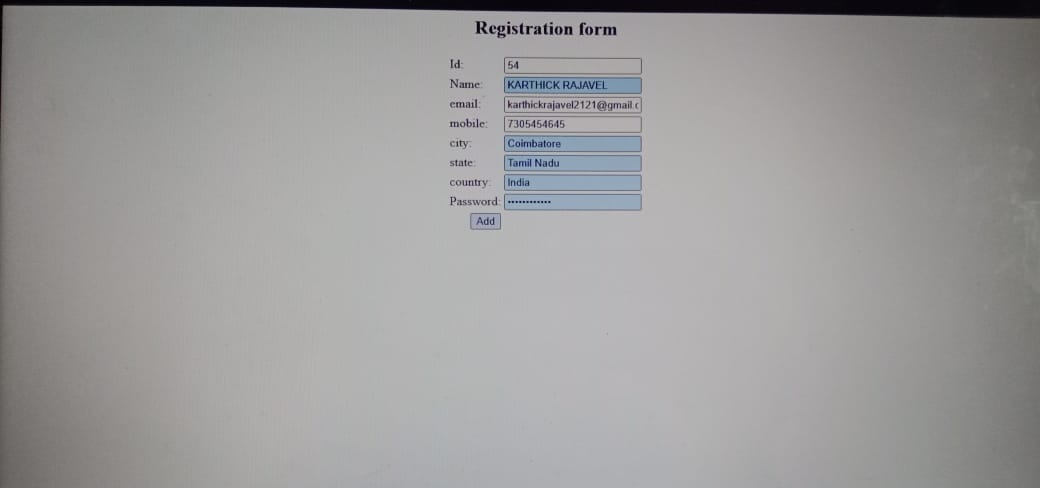 Registration form
Id: 54
Name: KARTHICK RAJAVEL
email: karthickrajavel2121@gmail.c
mobile: 7305454645
city: Coimbatore
state: Tamil Nadu
country: India
Password: ••••••••••••
Add